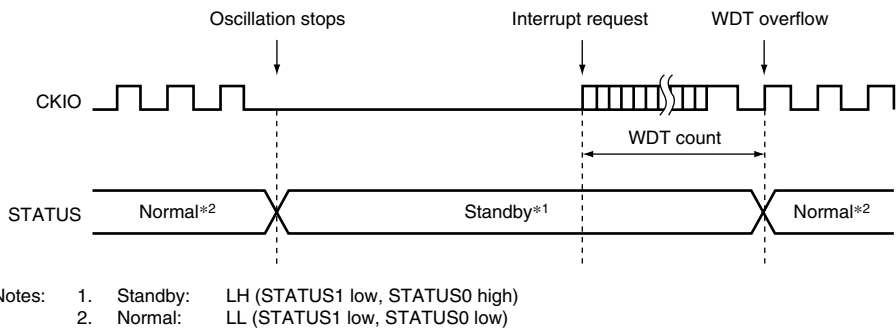 Oscillation stops Interrupt request WDT overflow
CKIO
WDT count
STATUS Normal*2 Standby*1 Normal*2
Notes: 1. Standby: LH (STATUS1 low, STATUS0 high)
2. Normal: LL (STATUS1 low, STATUS0 low)